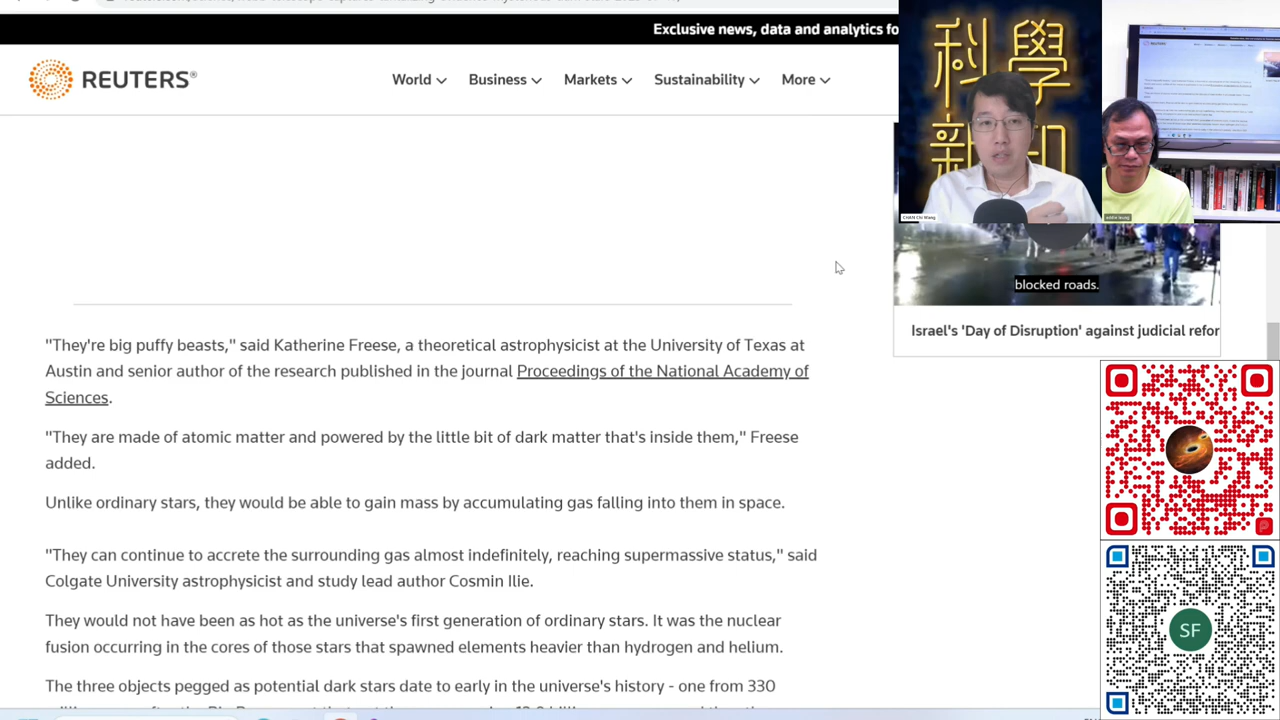 Exclusive news, data and analytics fo
REUTERS®
World
Business
Markets
Sustainability
More
科學
新知
CHAN Chi Wang
eddie leung
blocked roads.
Israel's 'Day of Disruption' against judicial refor
"They're big puffy beasts," said Katherine Freese, a theoretical astrophysicist at the University of Texas at
Austin and senior author of the research published in the journal Proceedings of the National Academy of
Sciences.
"They are made of atomic matter and powered by the little bit of dark matter that's inside them," Freese
added.
Unlike ordinary stars, they would be able to gain mass by accumulating gas falling into them in space.
"They can continue to accrete the surrounding gas almost indefinitely, reaching supermassive status," said
Colgate University astrophysicist and study lead author Cosmin Ilie.
They would not have been as hot as the universe's first generation of ordinary stars. It was the nuclear
fusion occurring in the cores of those stars that spawned elements heavier than hydrogen and helium.
The three objects pegged as potential dark stars date to early in the universe's history - one from 330
SF